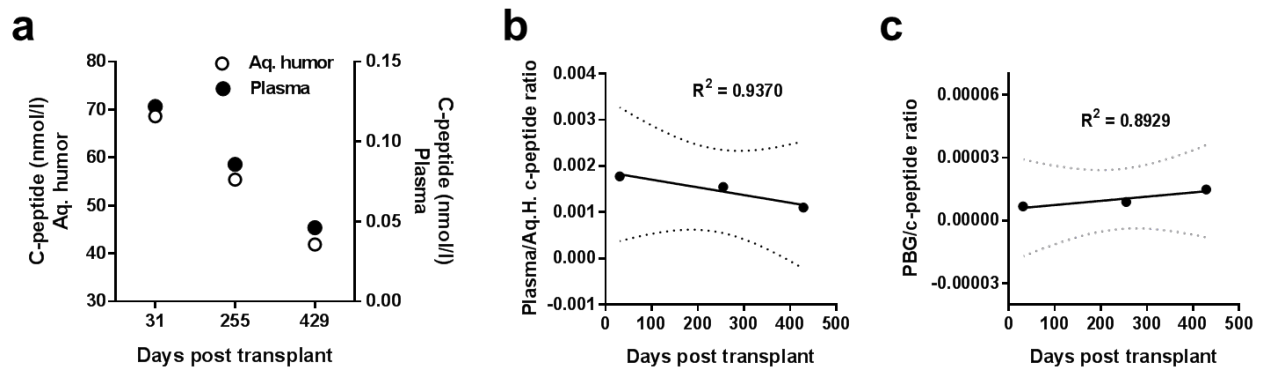 a
C-peptide (nmol/l)
Aq. humor
80
70
60
50
40
30
Aq. humor
Plasma
0.15
0.10
0.05
0.00
C-peptide (nmol/l)
Plasma
31 255 429
Days post transplant
b
Plasma/Aq.H. c-peptide ratio
0.004
0.003
0.002
0.001
0.000
-0.001
R² = 0.9370
0 100 200 300 400 500
Days post transplant
c
PBG/c-peptide ratio
0.00006
0.00003
0.00000
-0.00003
R² = 0.8929
0 100 200 300 400 500
Days post transplant